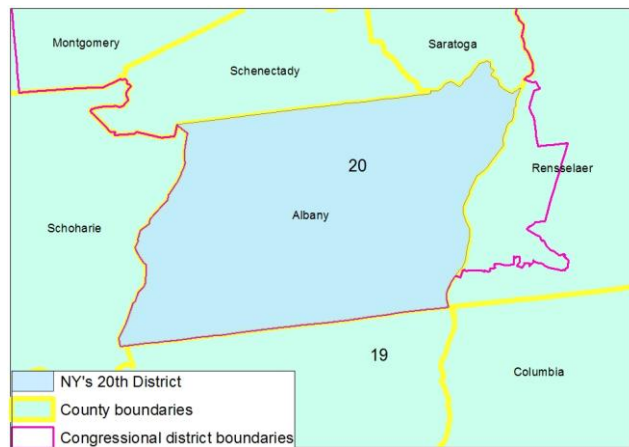 Montgomery
Saratoga
Schenectady
20
Rensselaer
Albany
Schoharie
19
Columbia
NY's 20th District
County boundaries
Congressional district boundaries